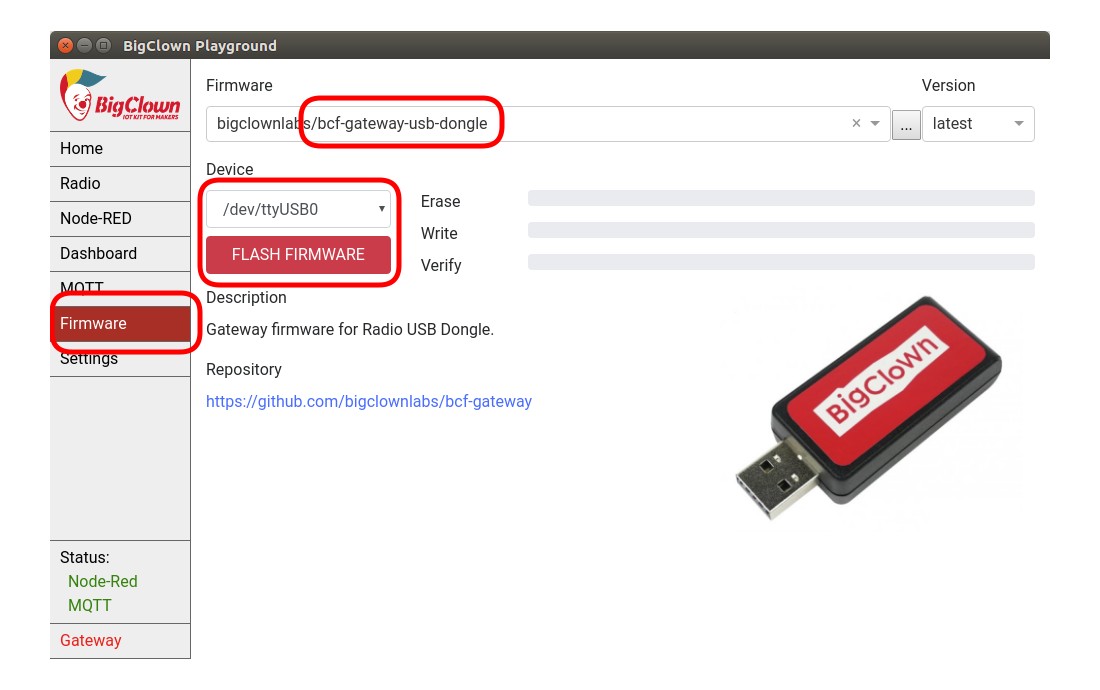 BigClown Playground
BigClown
IOT KIT FOR MAKERS
Home
Radio
Node-RED
Dashboard
MQTT
Firmware
Settings
Status:
Node-Red
MQTT
Gateway
Firmware
Version
bigclownlabs/bcf-gateway-usb-dongle × ...
latest
Device
/dev/ttyUSB0
FLASH FIRMWARE
Erase
Write
Verify
Description
Gateway firmware for Radio USB Dongle.
Repository
https://github.com/bigclownlabs/bcf-gateway
BigClown